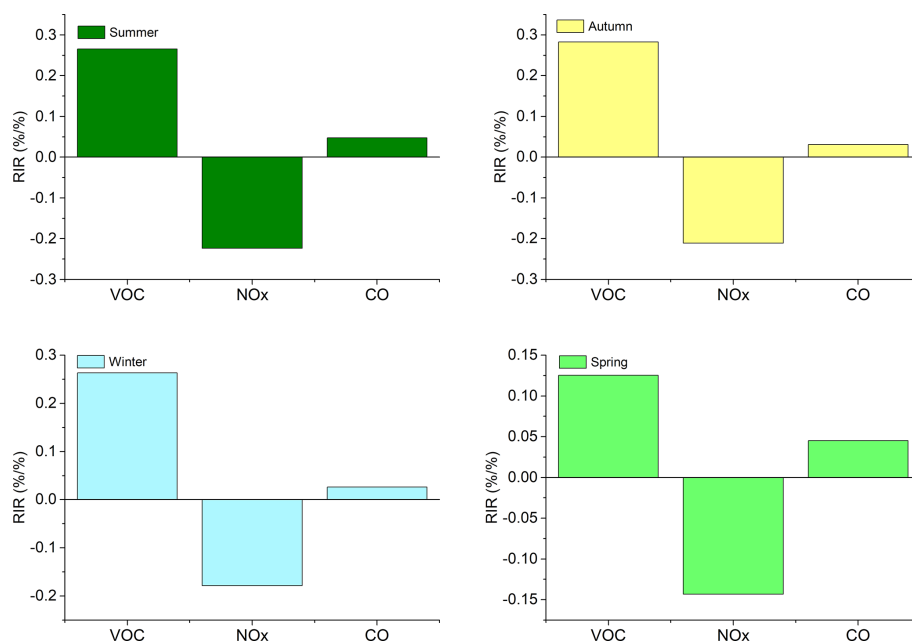 Summer
0.3
0.2
0.1
0.0
-0.1
-0.2
-0.3
RIR (%/%)
VOC NOx CO
Autumn
0.3
0.2
0.1
0.0
-0.1
-0.2
-0.3
RIR (%/%)
VOC NOx CO
Winter
0.3
0.2
0.1
0.0
-0.1
-0.2
RIR (%/%)
VOC NOx CO
Spring
0.15
0.10
0.05
0.00
-0.05
-0.10
-0.15
RIR (%/%)
VOC NOx CO